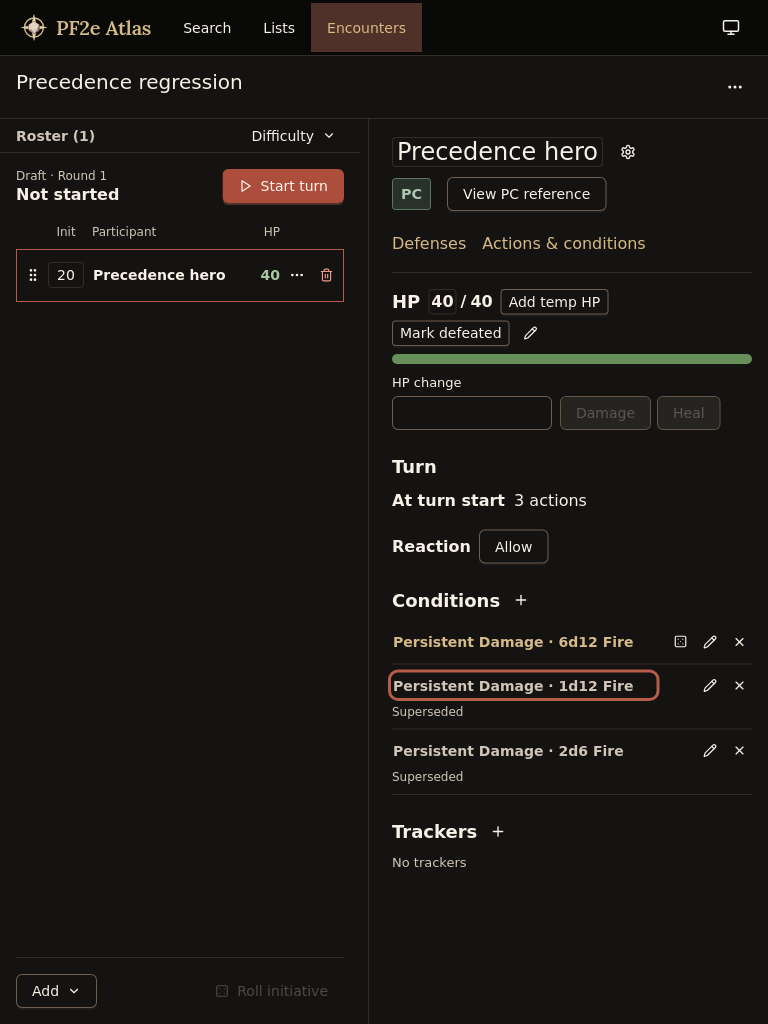 PF2e Atlas
Search
Lists
Encounters
Precedence regression
Roster (1)
Difficulty
Draft · Round 1
Not started
Start turn
Init
Participant
HP
20
Precedence hero
40
Add
Roll initiative
Precedence hero
PC
View PC reference
Defenses
Actions & conditions
HP 40 / 40
Add temp HP
Mark defeated
HP change
Damage
Heal
Turn
At turn start 3 actions
Reaction
Allow
Conditions
Persistent Damage · 6d12 Fire
Persistent Damage · 1d12 Fire
Superseded
Persistent Damage · 2d6 Fire
Superseded
Trackers
No trackers